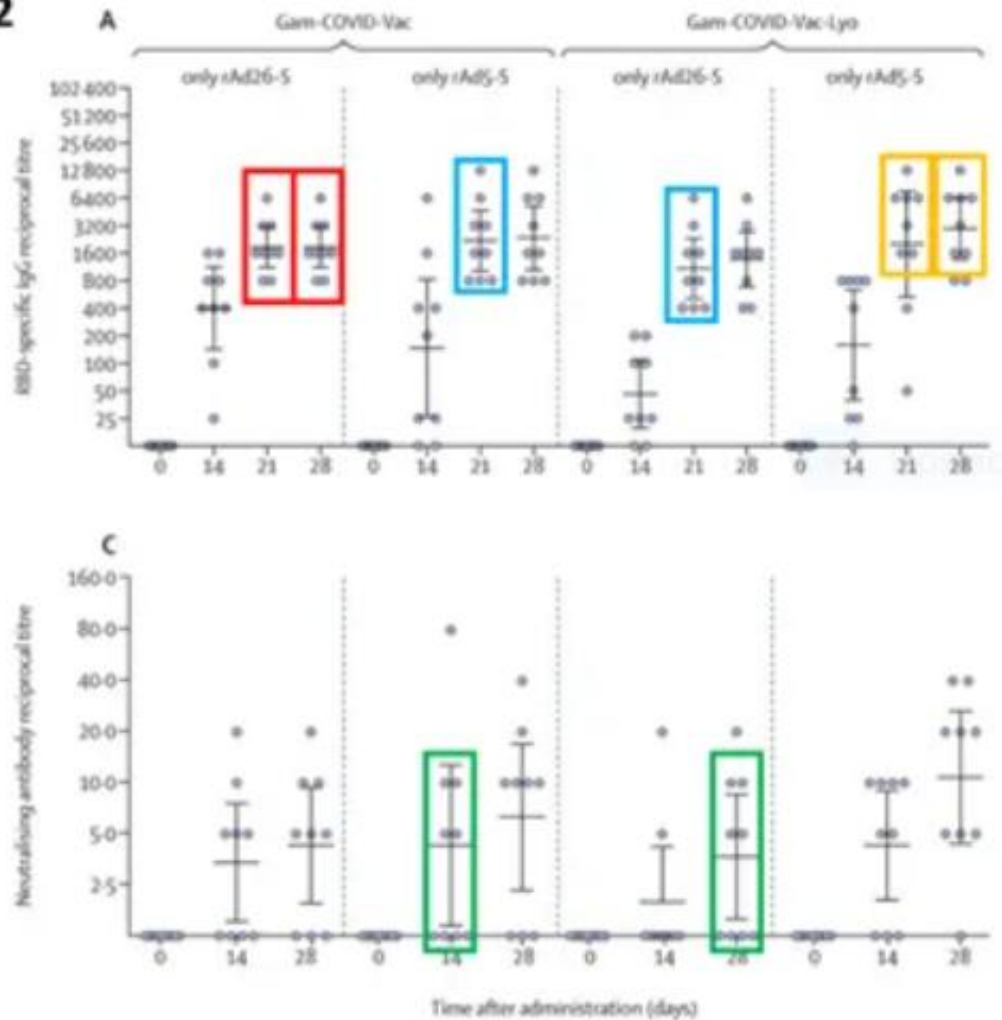 2
A
Gam-COVID-Vac
Gam-COVID-Vac-Lyo
only rAd26-S
only rAd5-S
only rAd26-S
only rAd5-S
RBD-specific IgG reciprocal titre
102 400
51 200
25 600
12 800
6400
3200
1600
800
400
200
100
50
25
0 14 21 28 0 14 21 28 0 14 21 28 0 14 21 28
C
Neutralising antibody reciprocal titre
160·0
80·0
40·0
20·0
10·0
5·0
2·5
0 14 28 0 14 28 0 14 28 0 14 28
Time after administration (days)